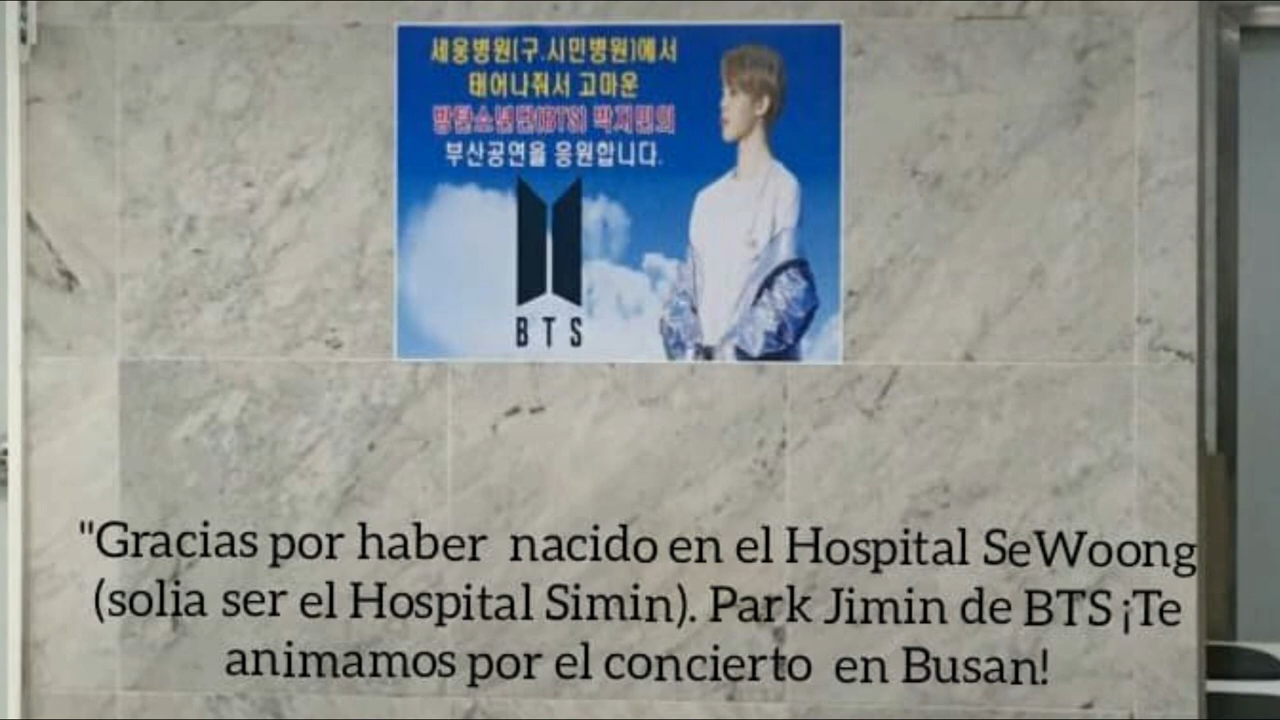 세웅병원(구.시민병원)에서
태어나줘서 고마운
방탄소년단(BTS) 박지민의
부산공연을 응원합니다.
BTS
"Gracias por haber nacido en el Hospital SeWoong
(solia ser el Hospital Simin). Park Jimin de BTS ¡Te
animamos por el concierto en Busan!